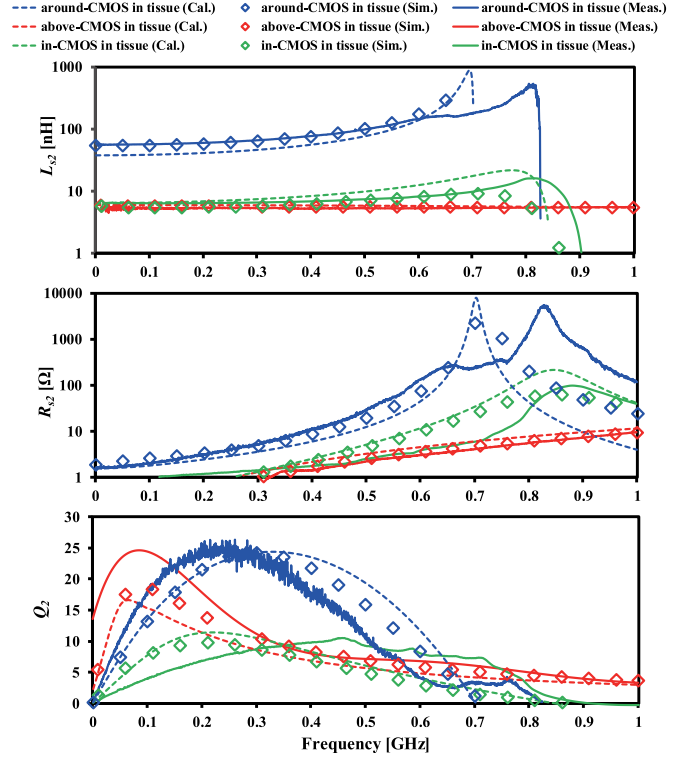 around-CMOS in tissue (Cal.) around-CMOS in tissue (Sim.) around-CMOS in tissue (Meas.)
above-CMOS in tissue (Cal.) above-CMOS in tissue (Sim.) above-CMOS in tissue (Meas.)
in-CMOS in tissue (Cal.) in-CMOS in tissue (Sim.) in-CMOS in tissue (Meas.)
1000
100
10
1
L_{s2} [nH]
0 0.1 0.2 0.3 0.4 0.5 0.6 0.7 0.8 0.9 1
10000
1000
100
10
1
R_{s2} [Ω]
0 0.1 0.2 0.3 0.4 0.5 0.6 0.7 0.8 0.9 1
30
25
20
15
10
5
0
Q_2
0 0.1 0.2 0.3 0.4 0.5 0.6 0.7 0.8 0.9 1
Frequency [GHz]